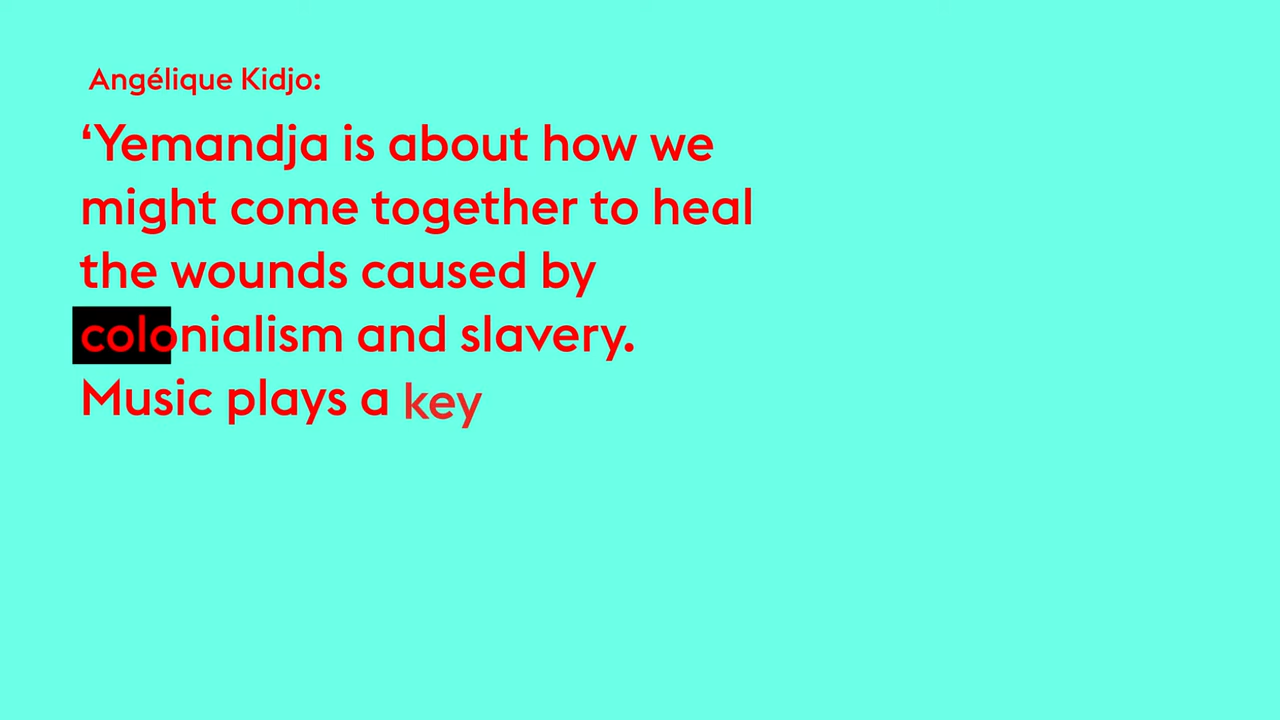 Angélique Kidjo:
‘Yemandja is about how we
might come together to heal
the wounds caused by
colonialism and slavery.
Music plays a key